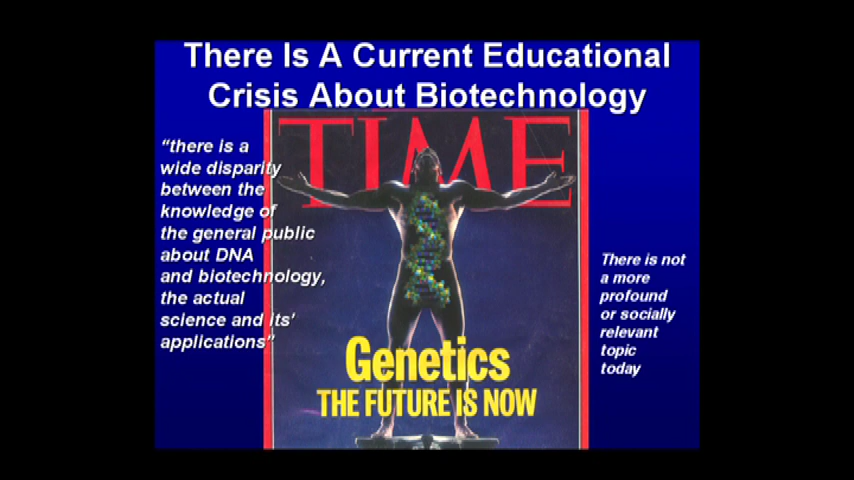 There Is A Current Educational
Crisis About Biotechnology
TIME
"there is a
wide disparity
between the
knowledge of
the general public
about DNA
and biotechnology,
the actual
science and its'
applications"
There is not
a more
profound
or socially
relevant
topic
today
Genetics
THE FUTURE IS NOW